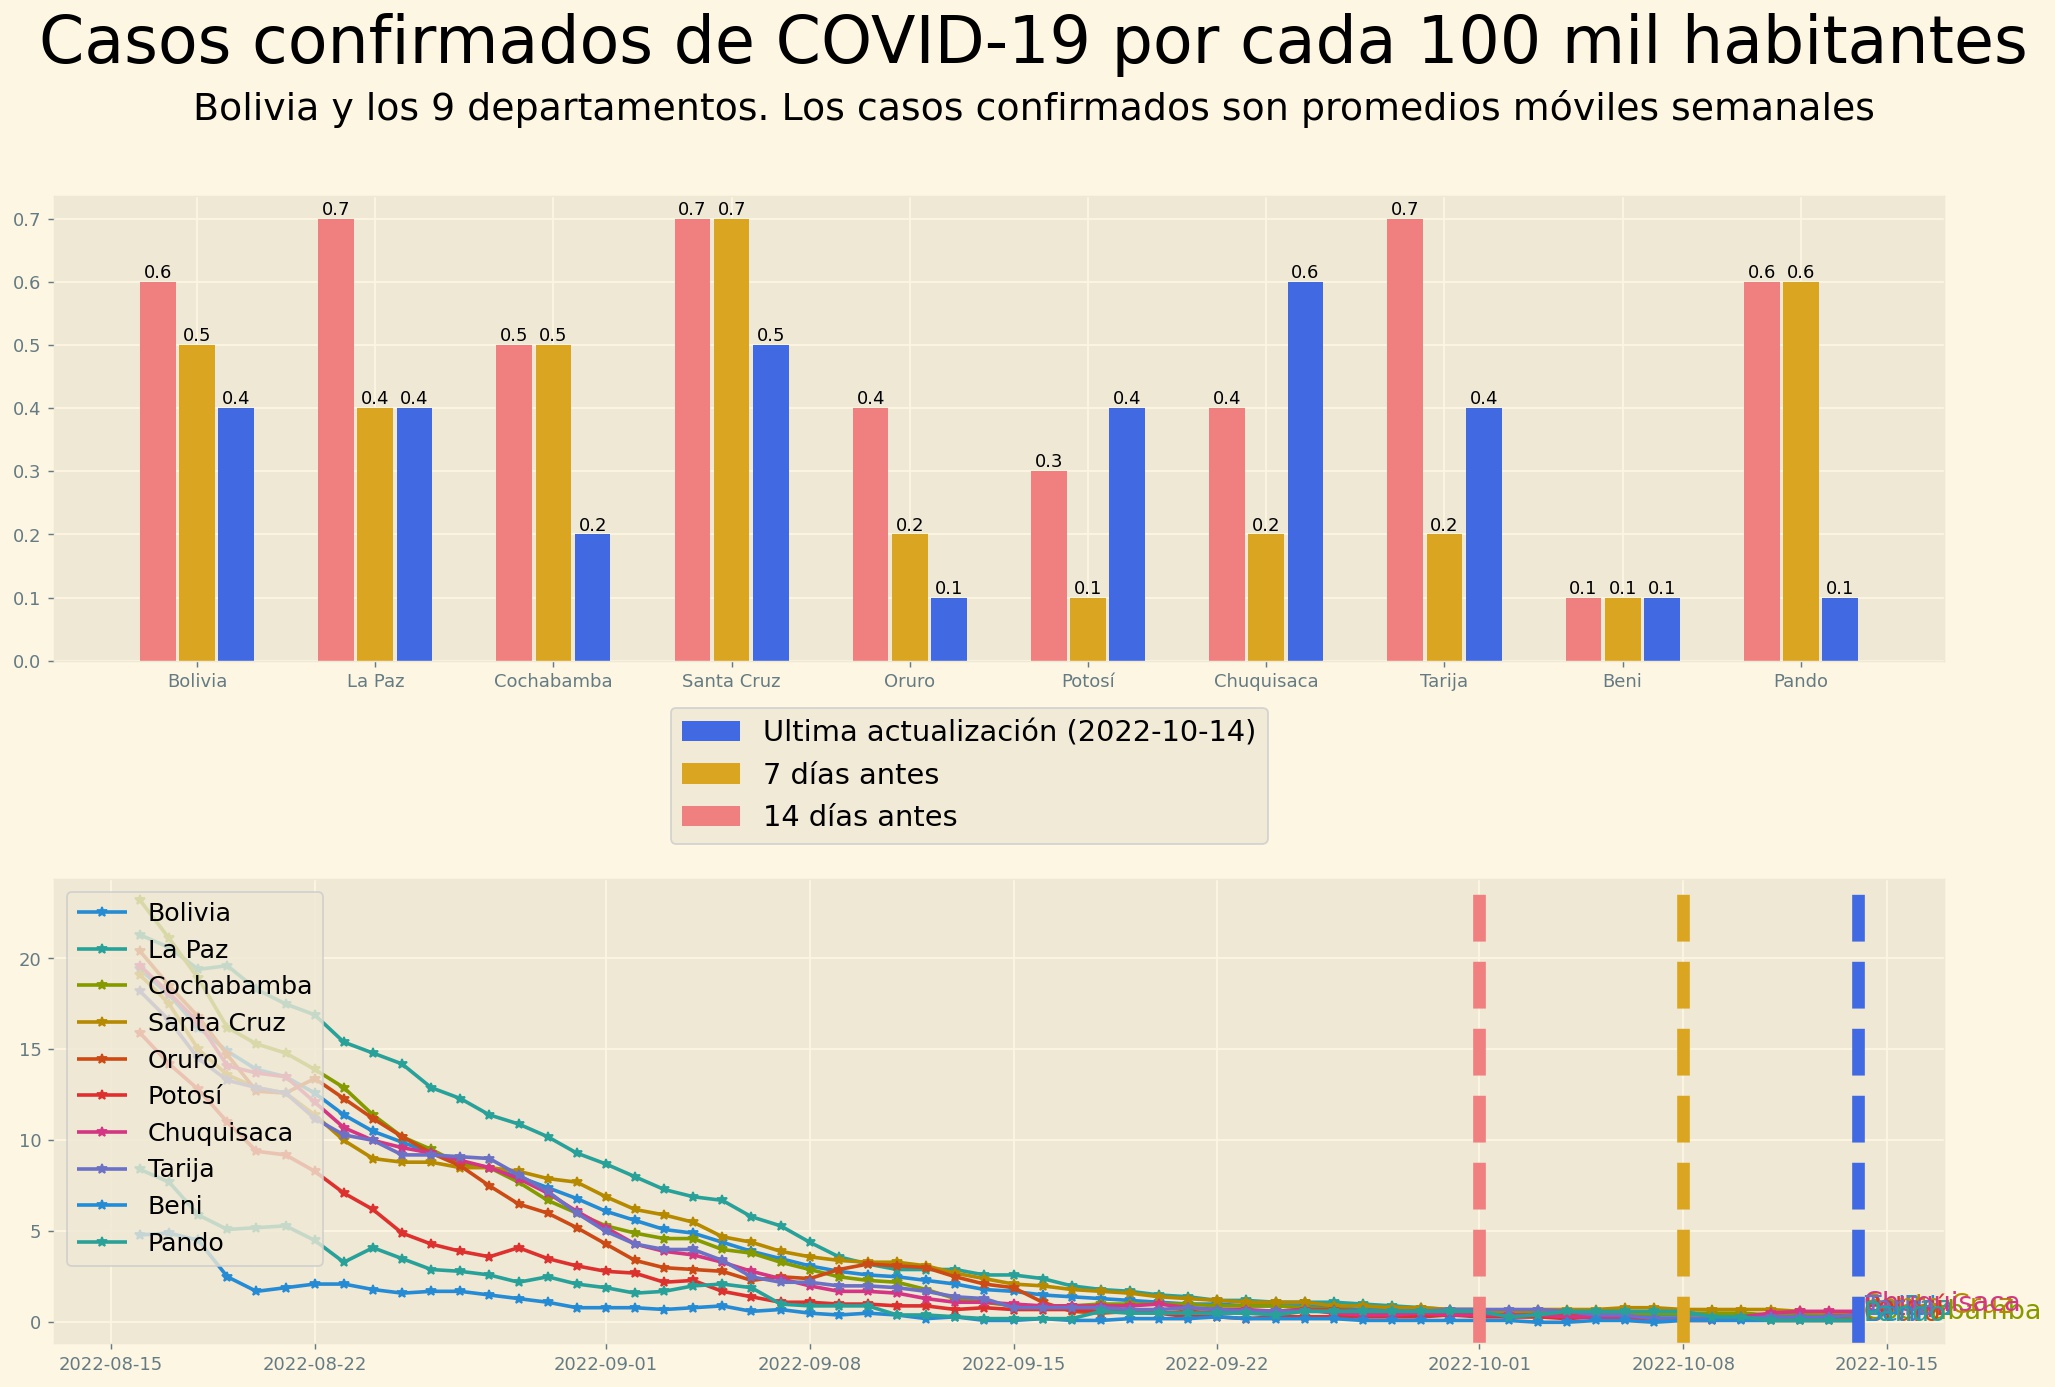 Casos confirmados de COVID-19 por cada 100 mil habitantes
Bolivia y los 9 departamentos. Los casos confirmados son promedios móviles semanales
0.7
0.6
0.5
0.4
0.3
0.2
0.1
0.0
0.6 0.5 0.4
0.7 0.4 0.4
0.5 0.5 0.2
0.7 0.7 0.5
0.4 0.2 0.1
0.3 0.1 0.4
0.4 0.2 0.6
0.7 0.2 0.4
0.1 0.1 0.1
0.6 0.6 0.1
Bolivia La Paz Cochabamba Santa Cruz Oruro Potosí Chuquisaca Tarija Beni Pando
Ultima actualización (2022-10-14)
7 días antes
14 días antes
20
15
10
5
0
Bolivia
La Paz
Cochabamba
Santa Cruz
Oruro
Potosí
Chuquisaca
Tarija
Beni
Pando
Chuquisaca
2022-08-15 2022-08-22 2022-09-01 2022-09-08 2022-09-15 2022-09-22 2022-10-01 2022-10-08 2022-10-15